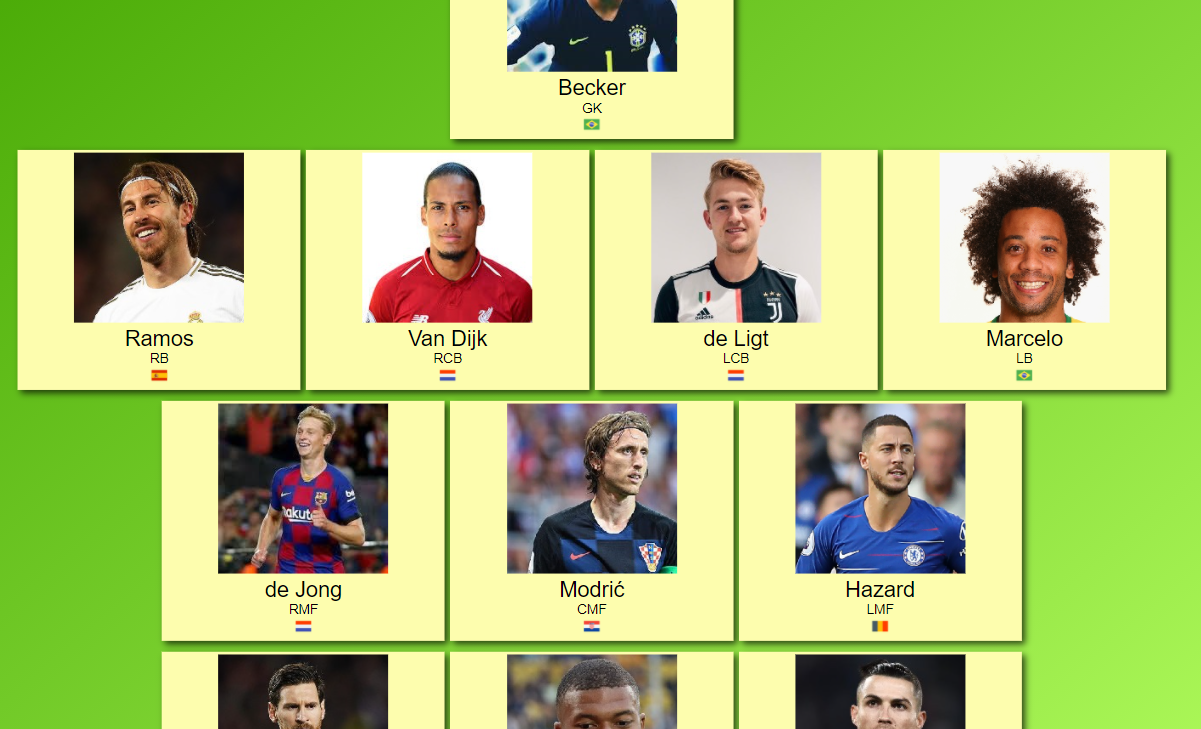 Becker
GK
Ramos
RB
Van Dijk
RCB
de Ligt
LCB
Marcelo
LB
de Jong
RMF
Modrić
CMF
Hazard
LMF